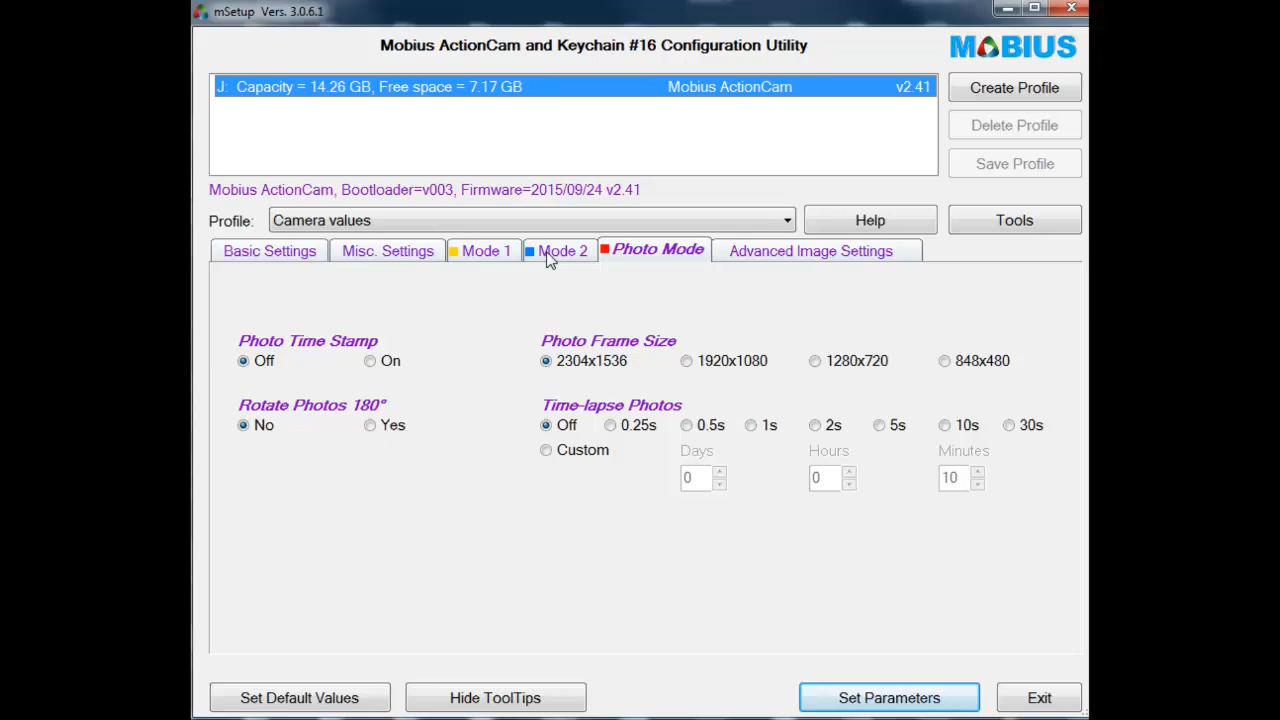 mSetup Vers. 3.0.6.1
Mobius ActionCam and Keychain #16 Configuration Utility
MOBIUS
J: Capacity = 14.26 GB, Free space = 7.17 GB Mobius ActionCam v2.41
Create Profile
Delete Profile
Save Profile
Mobius ActionCam, Bootloader=v003, Firmware=2015/09/24 v2.41
Profile: Camera values Help Tools
Basic Settings Misc. Settings Mode 1 Mode 2 Photo Mode Advanced Image Settings
Photo Time Stamp Photo Frame Size
Off On 2304x1536 1920x1080 1280x720 848x480
Rotate Photos 180° Time-lapse Photos
No Yes Off 0.25s 0.5s 1s 2s 5s 10s 30s
Custom Days Hours Minutes
0 0 10
Set Default Values Hide ToolTips Set Parameters Exit